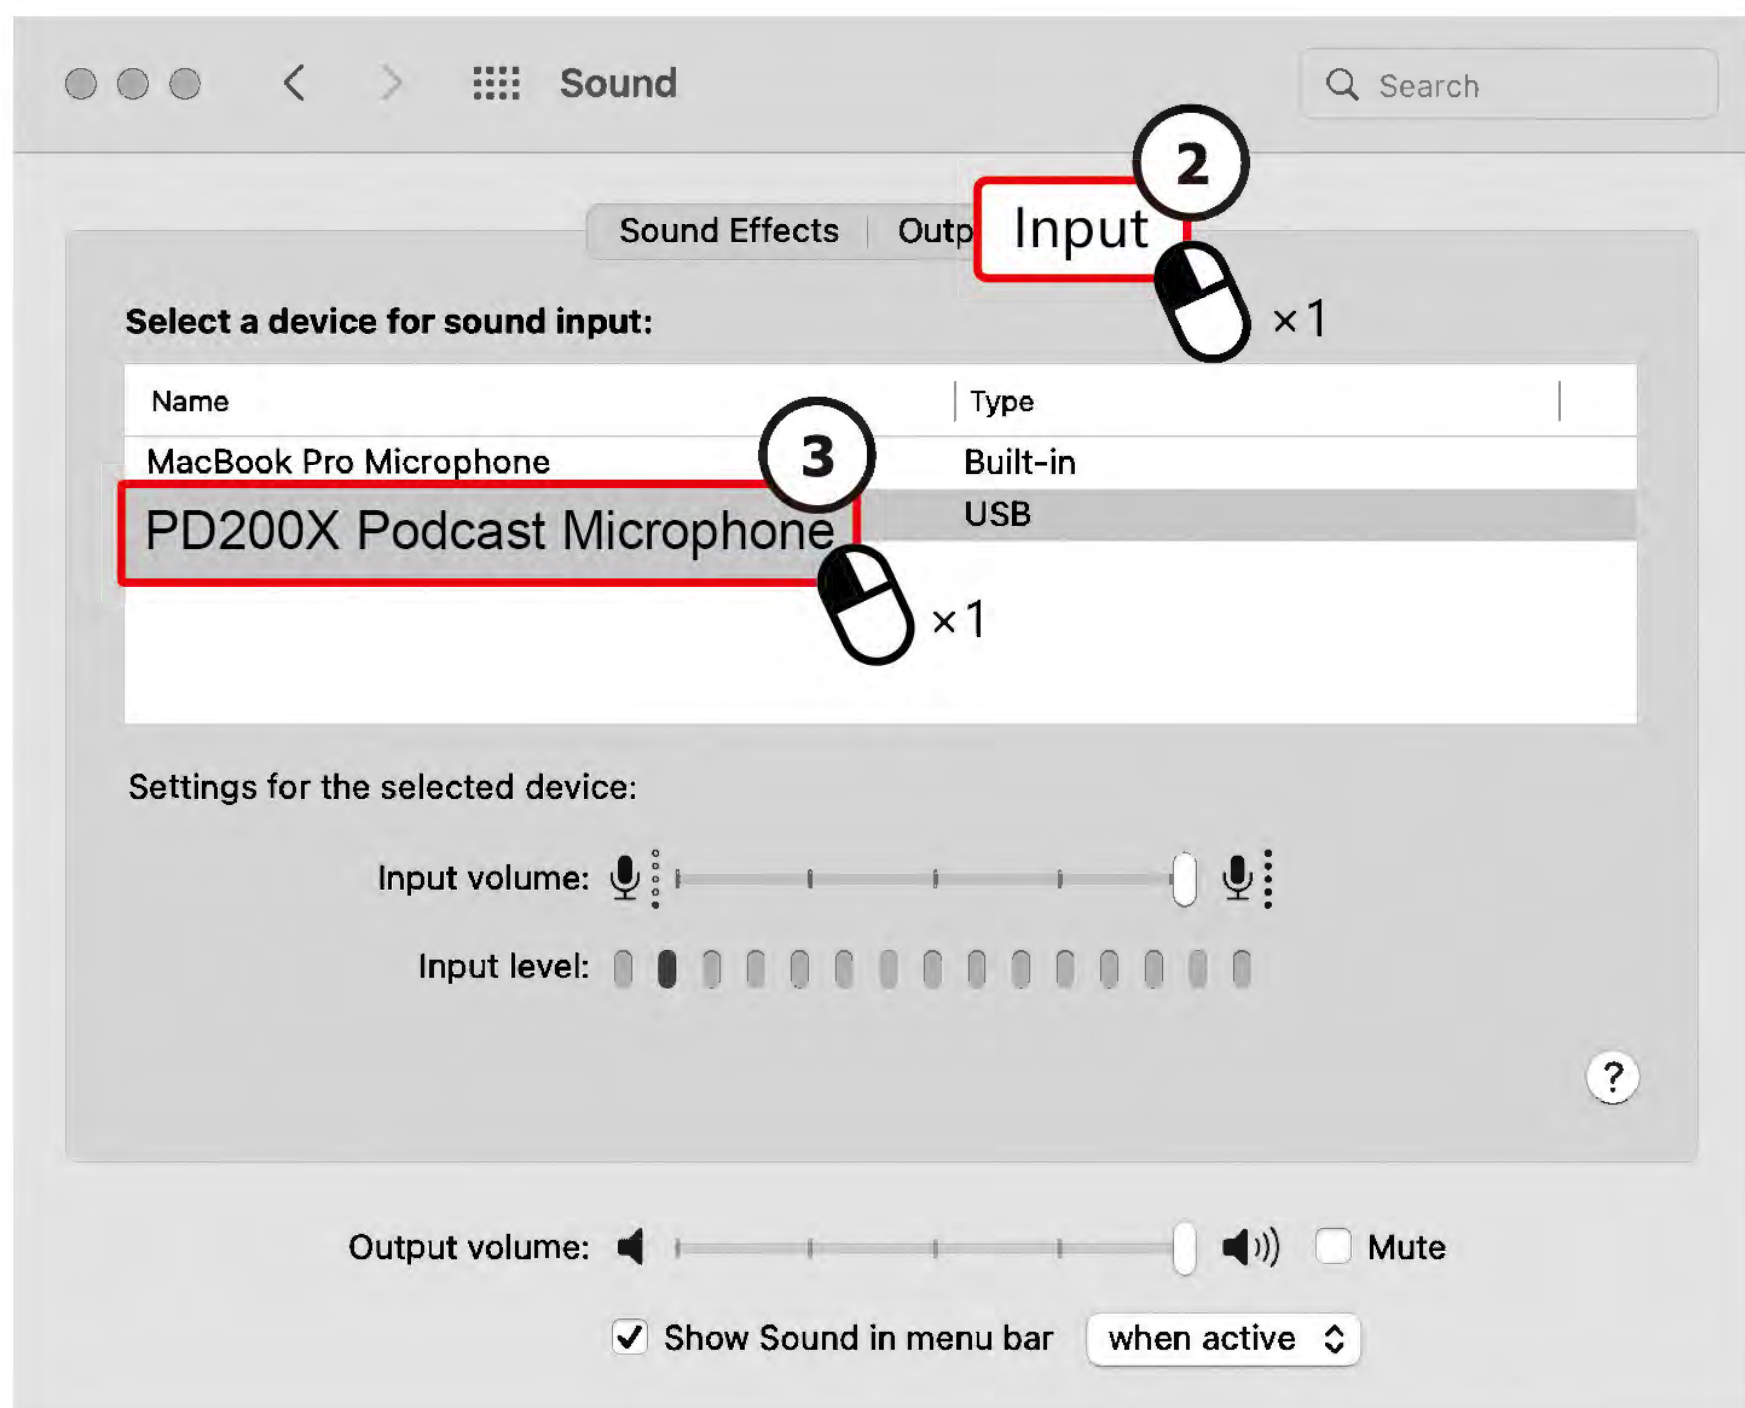 Sound
Search
2
Sound Effects
Outp
Input
×1
Select a device for sound input:
Name
Type
3
MacBook Pro Microphone
Built-in
PD200X Podcast Microphone
USB
×1
Settings for the selected device:
Input volume:
Input level:
?
Output volume:
Mute
Show Sound in menu bar
when active